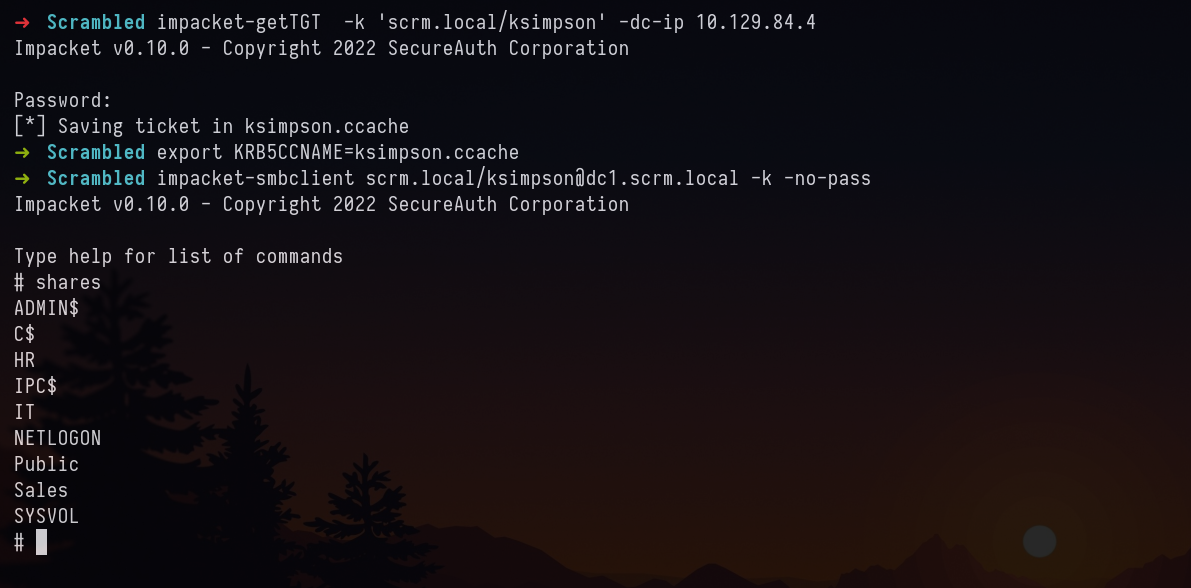 ➜ Scrambled impacket-getTGT  -k 'scrm.local/ksimpson' -dc-ip 10.129.84.4
Impacket v0.10.0 - Copyright 2022 SecureAuth Corporation
Password:
[*] Saving ticket in ksimpson.ccache
➜ Scrambled export KRB5CCNAME=ksimpson.ccache
➜ Scrambled impacket-smbclient scrm.local/ksimpson@dc1.scrm.local -k -no-pass
Impacket v0.10.0 - Copyright 2022 SecureAuth Corporation
Type help for list of commands
# shares
ADMIN$
C$
HR
IPC$
IT
NETLOGON
Public
Sales
SYSVOL
#